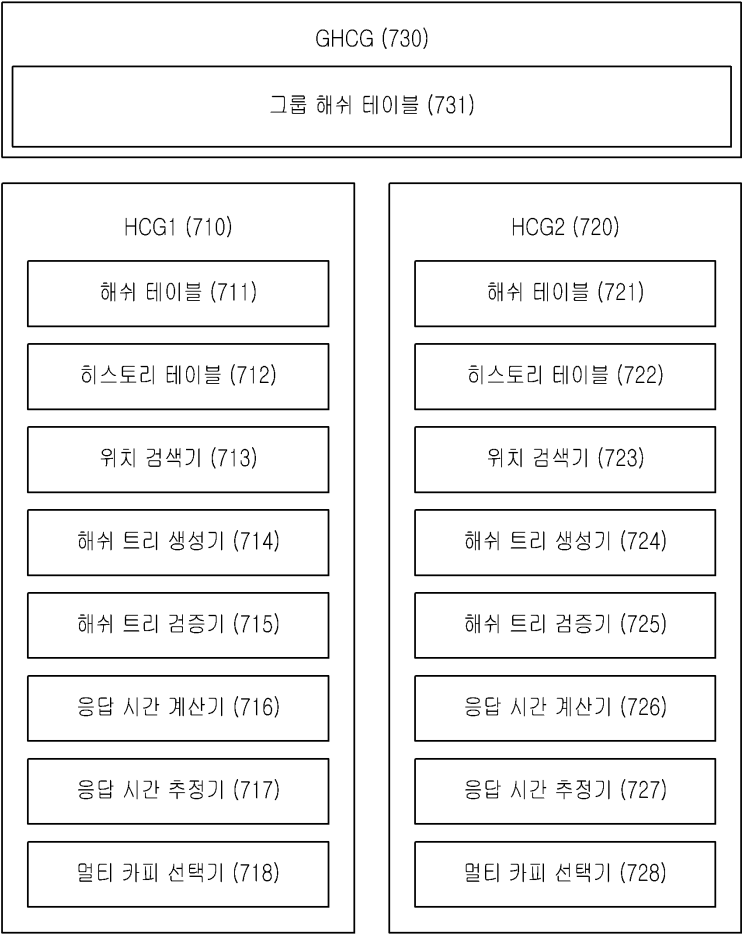 GHCG (730)
그룹 해쉬 테이블 (731)
HCG1 (710)
해쉬 테이블 (711)
히스토리 테이블 (712)
위치 검색기 (713)
해쉬 트리 생성기 (714)
해쉬 트리 검증기 (715)
응답 시간 계산기 (716)
응답 시간 추정기 (717)
멀티 카피 선택기 (718)
HCG2 (720)
해쉬 테이블 (721)
히스토리 테이블 (722)
위치 검색기 (723)
해쉬 트리 생성기 (724)
해쉬 트리 검증기 (725)
응답 시간 계산기 (726)
응답 시간 추정기 (727)
멀티 카피 선택기 (728)